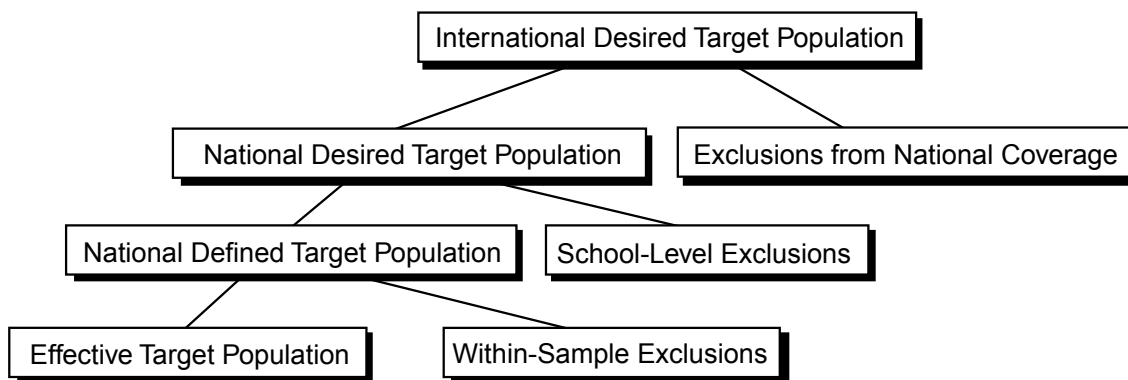 International Desired Target Population
National Desired Target Population
Exclusions from National Coverage
National Defined Target Population
School-Level Exclusions
Effective Target Population
Within-Sample Exclusions